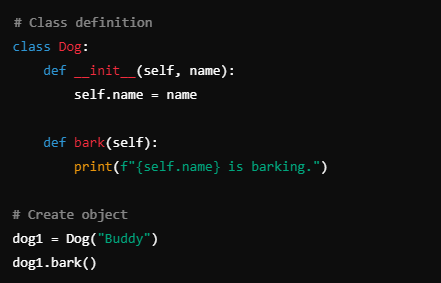 # Class definition
class Dog:
    def __init__(self, name):
        self.name = name

    def bark(self):
        print(f"{self.name} is barking.")

# Create object
dog1 = Dog("Buddy")
dog1.bark()